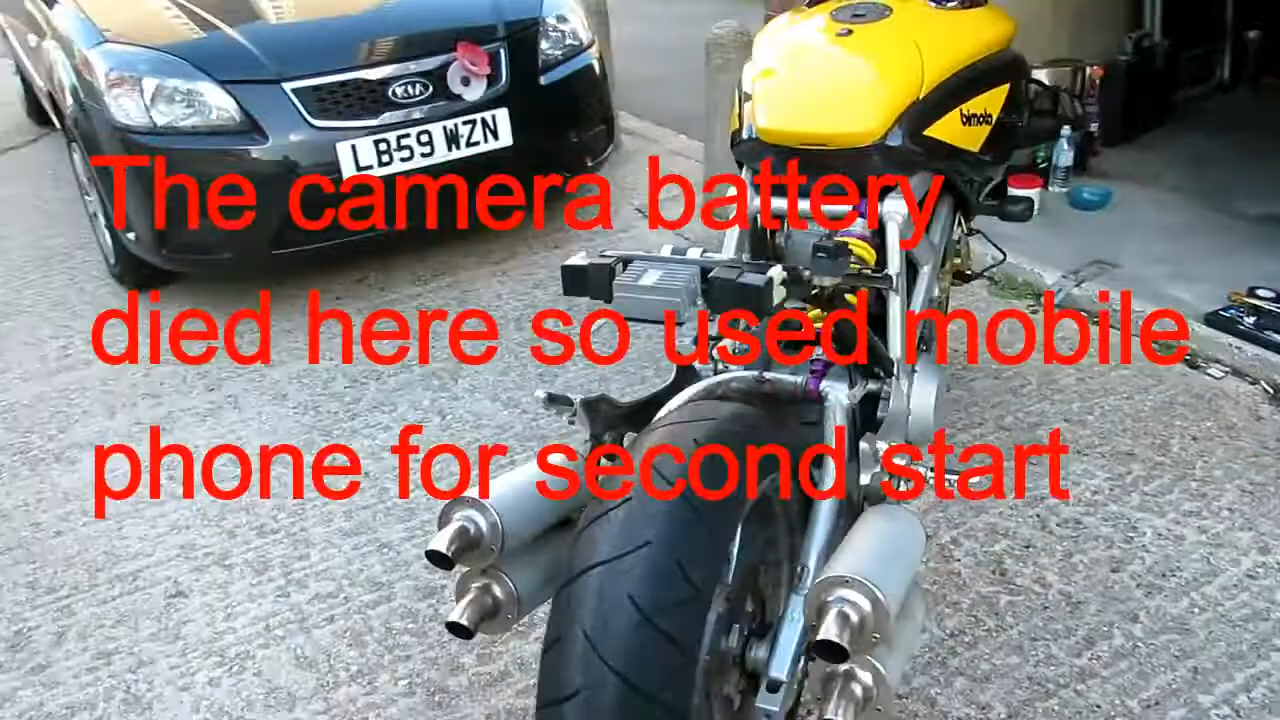 KIA
LB59 WZN
bimota
The camera battery
died here so used mobile
phone for second start